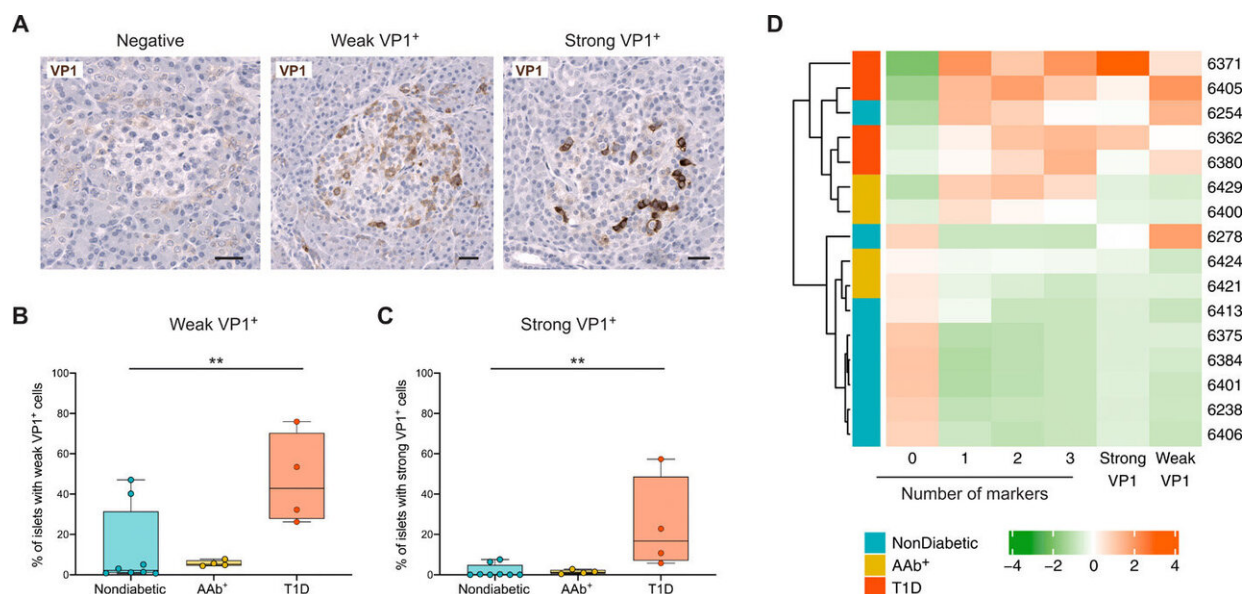 A
Negative
Weak VP1⁺
Strong VP1⁺
VP1
VP1
VP1
B
Weak VP1⁺
**
% of islets with weak VP1⁺ cells
100
80
60
40
20
0
Nondiabetic
AAb⁺
T1D
C
Strong VP1⁺
**
% of islets with strong VP1⁺ cells
100
80
60
40
20
0
Nondiabetic
AAb⁺
T1D
D
6371
6405
6254
6362
6380
6429
6400
6278
6424
6421
6413
6375
6384
6401
6238
6406
0 1 2 3 Strong VP1 Weak VP1
Number of markers
NonDiabetic
AAb⁺
T1D
−4 −2 0 2 4